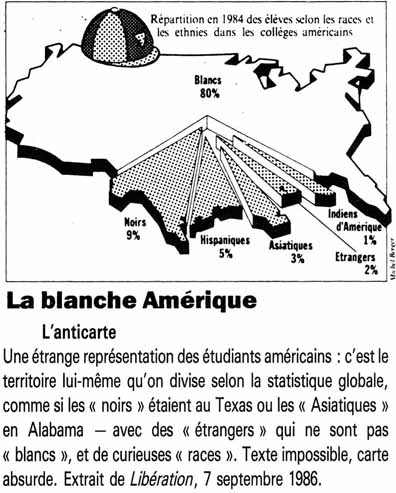 Répartition en 1984 des élèves selon les races et
les ethnies dans les collèges américains
Blancs
80%
Noirs
9%
Hispaniques
5%
Asiatiques
3%
Indiens
d'Amérique
1%
Etrangers
2%
Michel Berger
La blanche Amérique
L'anticarte
Une étrange représentation des étudiants américains : c'est le
territoire lui-même qu'on divise selon la statistique globale,
comme si les « noirs » étaient au Texas ou les « Asiatiques »
en Alabama – avec des « étrangers » qui ne sont pas
« blancs », et de curieuses « races ». Texte impossible, carte
absurde. Extrait de Libération, 7 septembre 1986.